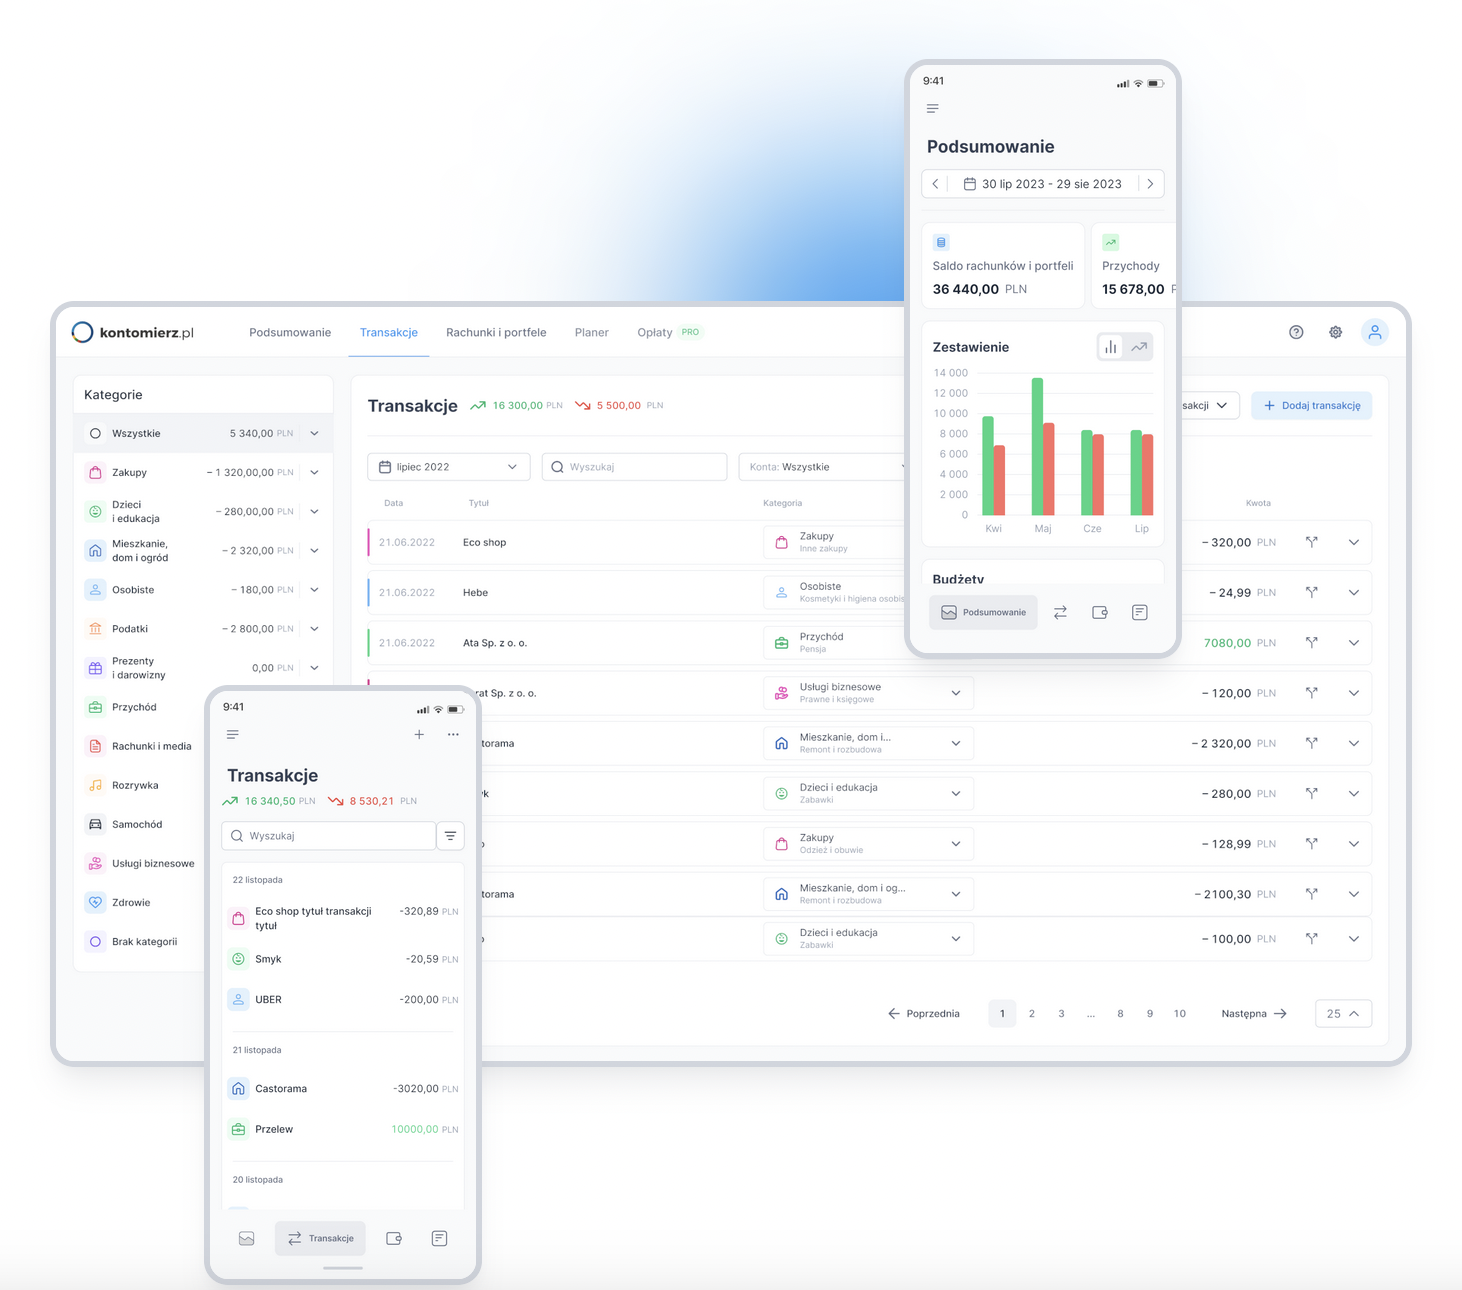 9:41
Podsumowanie
30 lip 2023 - 29 sie 2023
Saldo rachunków i portfeli
36 440,00 PLN
Przychody
15 678,00
Zestawienie
14 000
12 000
10 000
8 000
6 000
4 000
2 000
0
Kwi Maj Cze Lip
Budżety
Podsumowanie
kontomierz.pl
Podsumowanie Transakcje Rachunki i portfele Planer Opłaty PRO
Kategorie
Wszystkie 5 340,00 PLN
Zakupy – 1 320,00,00 PLN
Dzieci
i edukacja – 280,00,00 PLN
Mieszkanie,
dom i ogród – 2 320,00 PLN
Osobiste – 180,00 PLN
Podatki – 2 800,00 PLN
Prezenty
i darowizny 0,00 PLN
Przychód
Rachunki i media
Rozrywka
Samochód
Usługi biznesowe
Zdrowie
Brak kategorii
Transakcje 16 300,00 PLN 5 500,00 PLN
sakcji + Dodaj transakcję
lipiec 2022 Wyszukaj Konta: Wszystkie
Data Tytuł Kategoria Kwota
21.06.2022 Eco shop Zakupy – 320,00 PLN
Inne zakupy
21.06.2022 Hebe Osobiste – 24,99 PLN
Kosmetyki i higiena osobis
21.06.2022 Ata Sp. z o. o. Przychód 7080,00 PLN
Pensja
rat Sp. z o. o. Usługi biznesowe – 120,00 PLN
Prawne i księgowe
torama Mieszkanie, dom i... – 2 320,00 PLN
Remont i rozbudowa
yk Dzieci i edukacja – 280,00 PLN
Zabawki
Zakupy – 128,99 PLN
Odzież i obuwie
torama Mieszkanie, dom i og... – 2100,30 PLN
Remont i rozbudowa
Dzieci i edukacja – 100,00 PLN
Zabawki
Poprzednia 1 2 3 ... 8 9 10 Następna 25
9:41
Transakcje
16 340,50 PLN 8 530,21 PLN
Wyszukaj
22 listopada
Eco shop tytuł transakcji -320,89 PLN
tytuł
Smyk -20,59 PLN
UBER -200,00 PLN
21 listopada
Castorama -3020,00 PLN
Przelew 10000,00 PLN
20 listopada
Transakcje